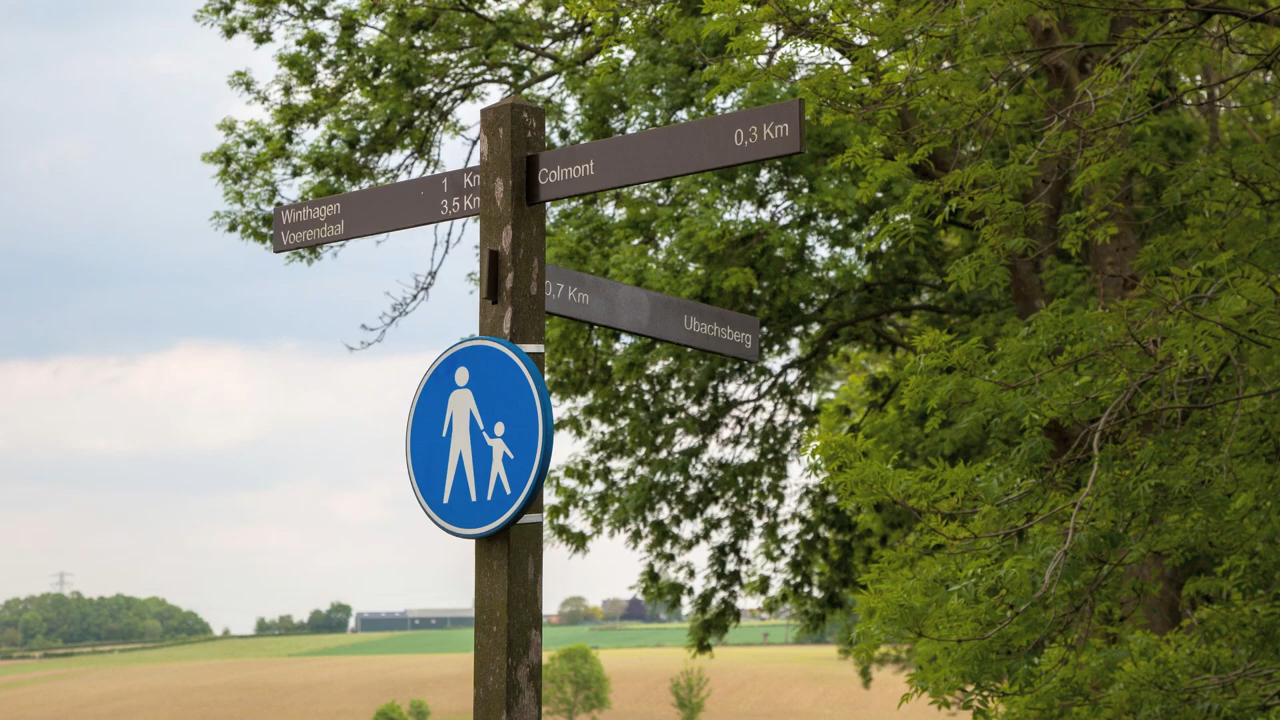 Colmont 0,3 Km
Winthagen 1 Km
Voerendaal 3,5 Km
0,7 Km Ubachsberg